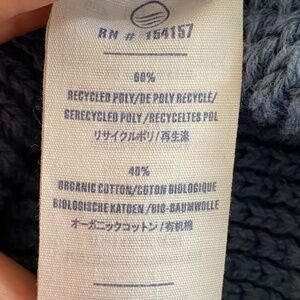 RN # 154157
60%
RECYCLED POLY/DE POLY RECYCLE/
GERECYCLED POLY/RECYCELTES POL
リサイクルポリ/再生涤
40%
ORGANIC COTTON/COTON BIOLOGIQUE
BIOLOGISCHE KATOEN/BIO-BAUMWOLLE
オーガニックコットン/有机棉